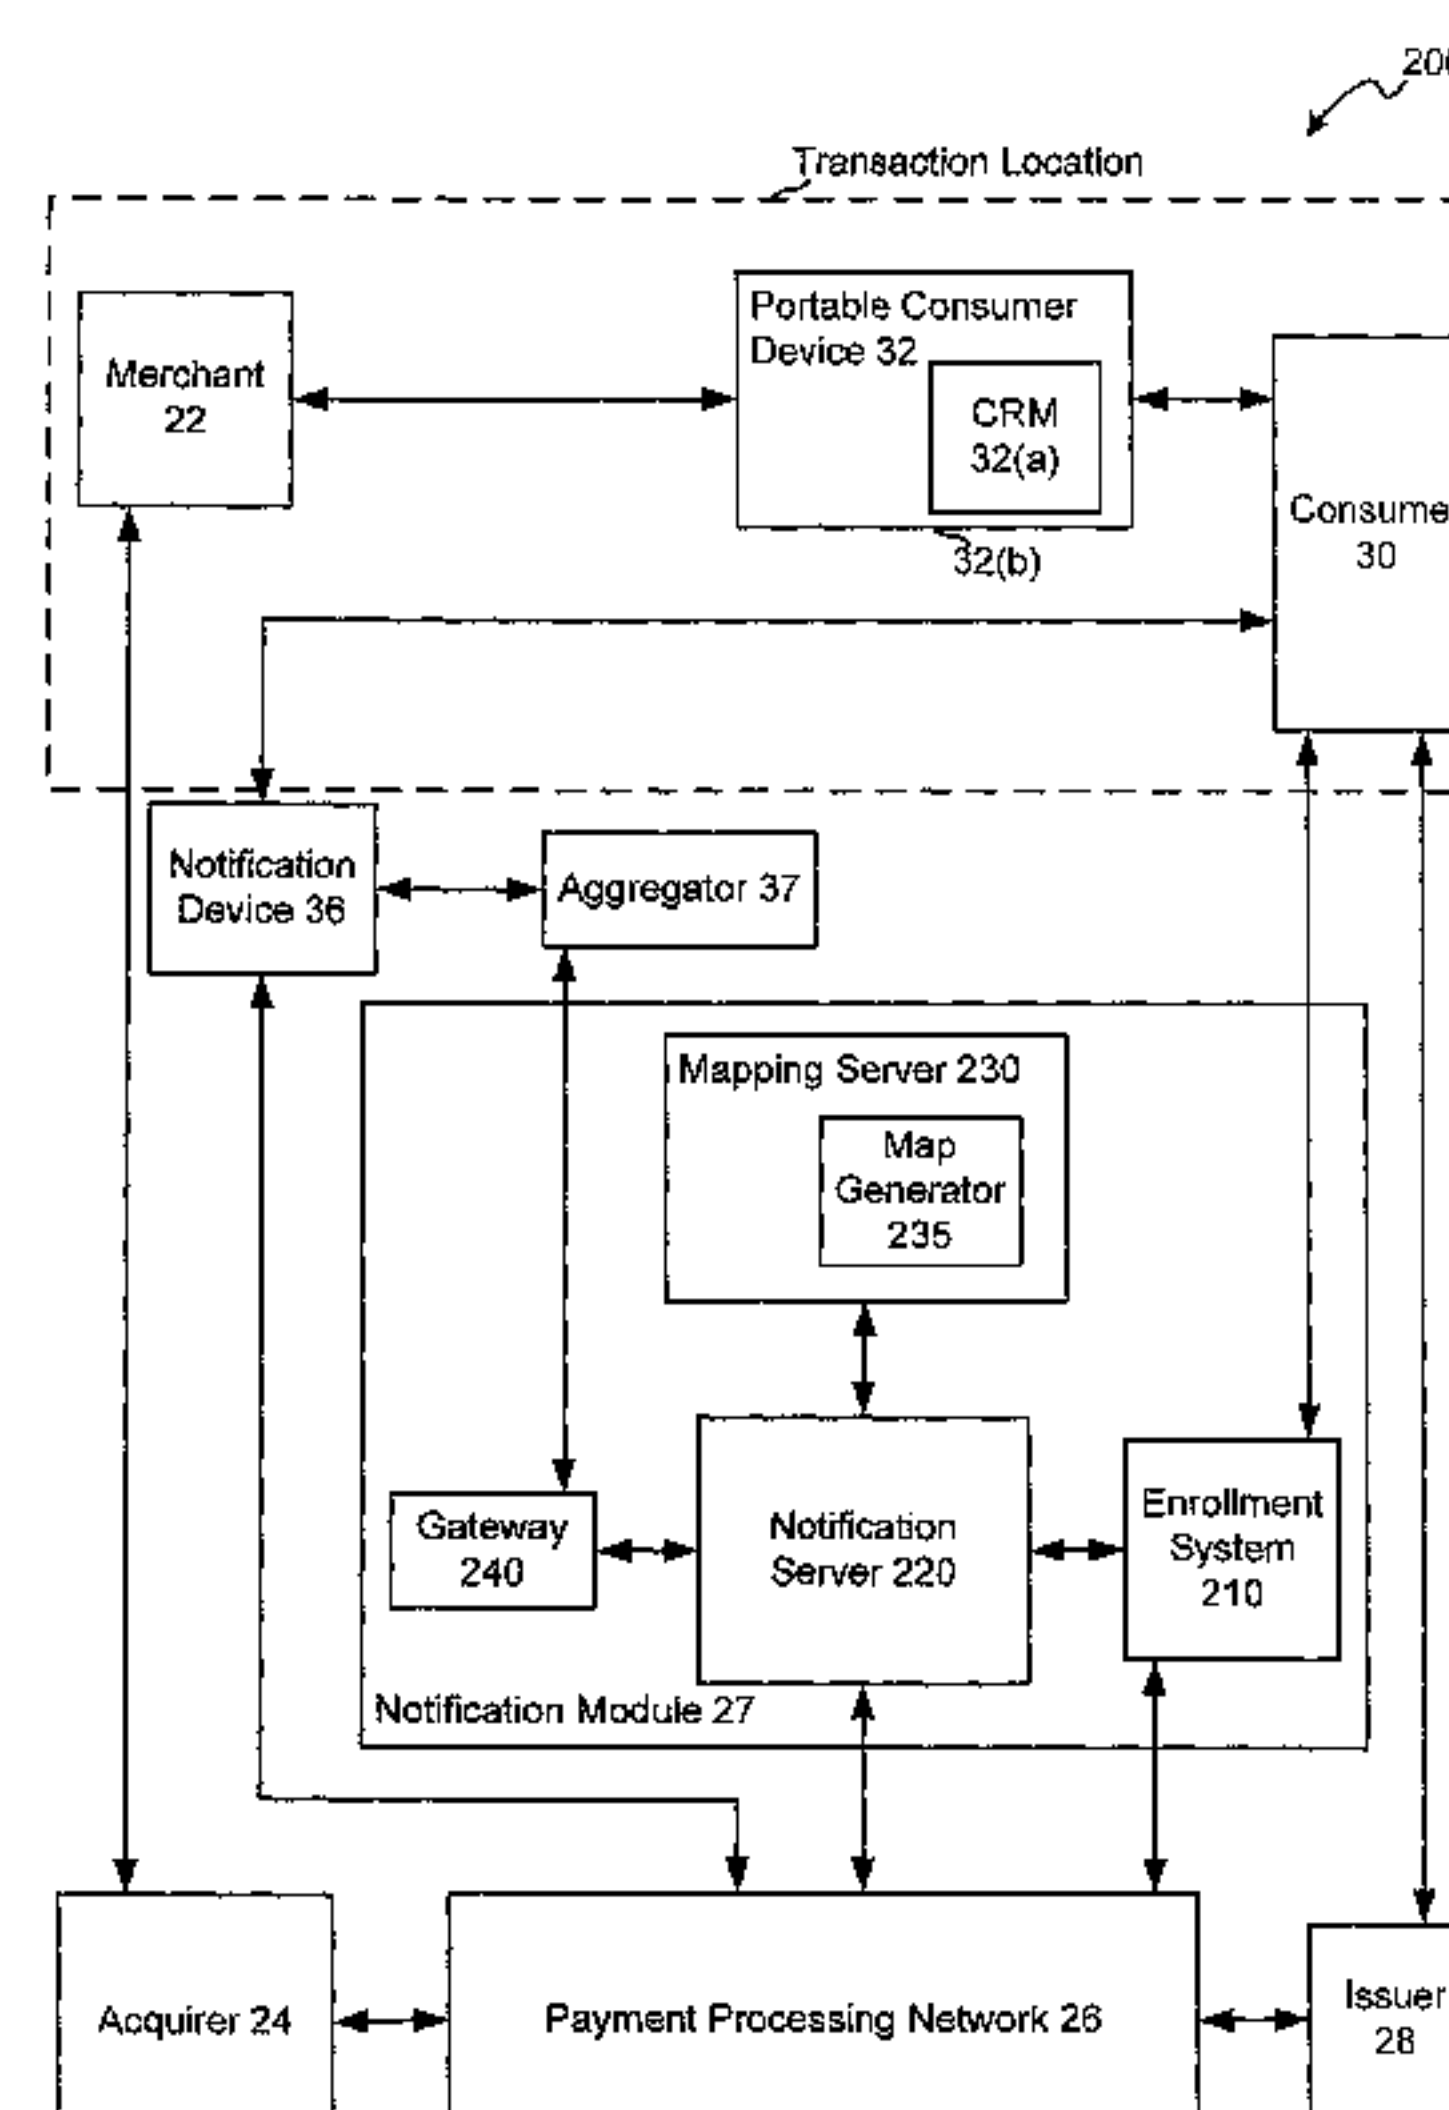 200
Transaction Location
Merchant
22
Portable Consumer
Device 32
CRM
32(a)
32(b)
Consume
30
Notification
Device 36
Aggregator 37
Mapping Server 230
Map
Generator
235
Gateway
240
Notification
Server 220
Enrollment
System
210
Notification Module 27
Acquirer 24
Payment Processing Network 26
Issuer
28